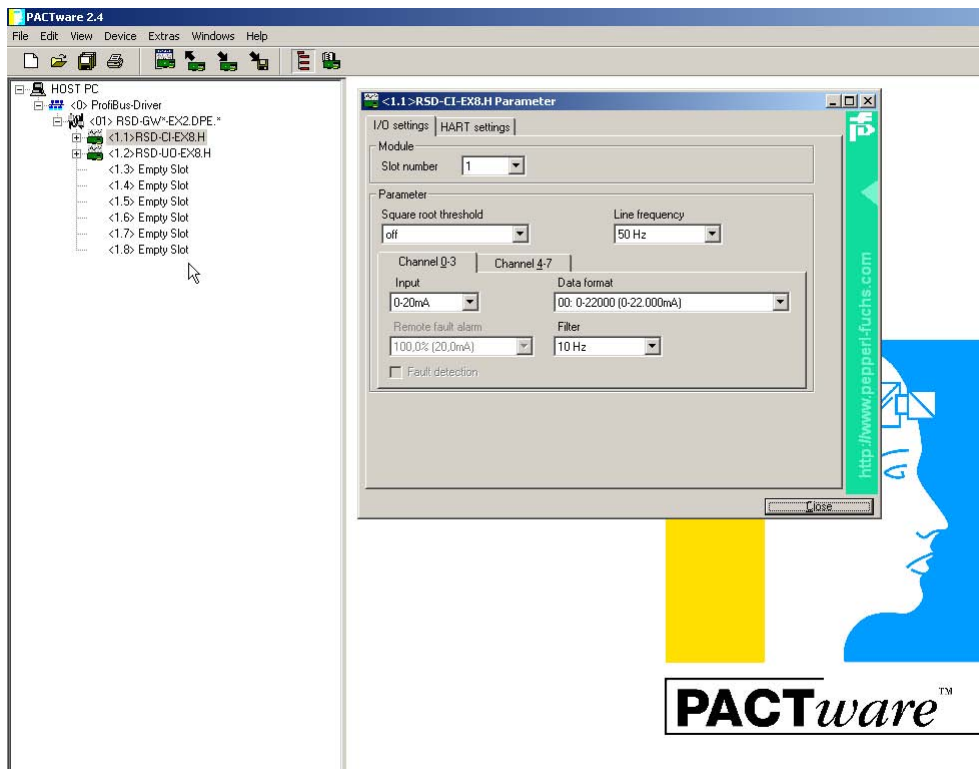 PACTware 2.4
File Edit View Device Extras Windows Help
HOST PC
<0> ProfiBus-Driver
<01> RSD-GW*-EX2.DPE.*
<1.1>RSD-CI-EX8.H
<1.2>RSD-UO-EX8.H
<1.3> Empty Slot
<1.4> Empty Slot
<1.5> Empty Slot
<1.6> Empty Slot
<1.7> Empty Slot
<1.8> Empty Slot
<1.1>RSD-CI-EX8.H Parameter
I/O settings HART settings
Module
Slot number 1
Parameter
Square root threshold Line frequency
off 50 Hz
Channel 0-3 Channel 4-7
Input Data format
0-20mA 00: 0-22000 (0-22.000mA)
Remote fault alarm Filter
100,0% (20,0mA) 10 Hz
Fault detection
Close
http://www.pepperl-fuchs.com
PACTware™